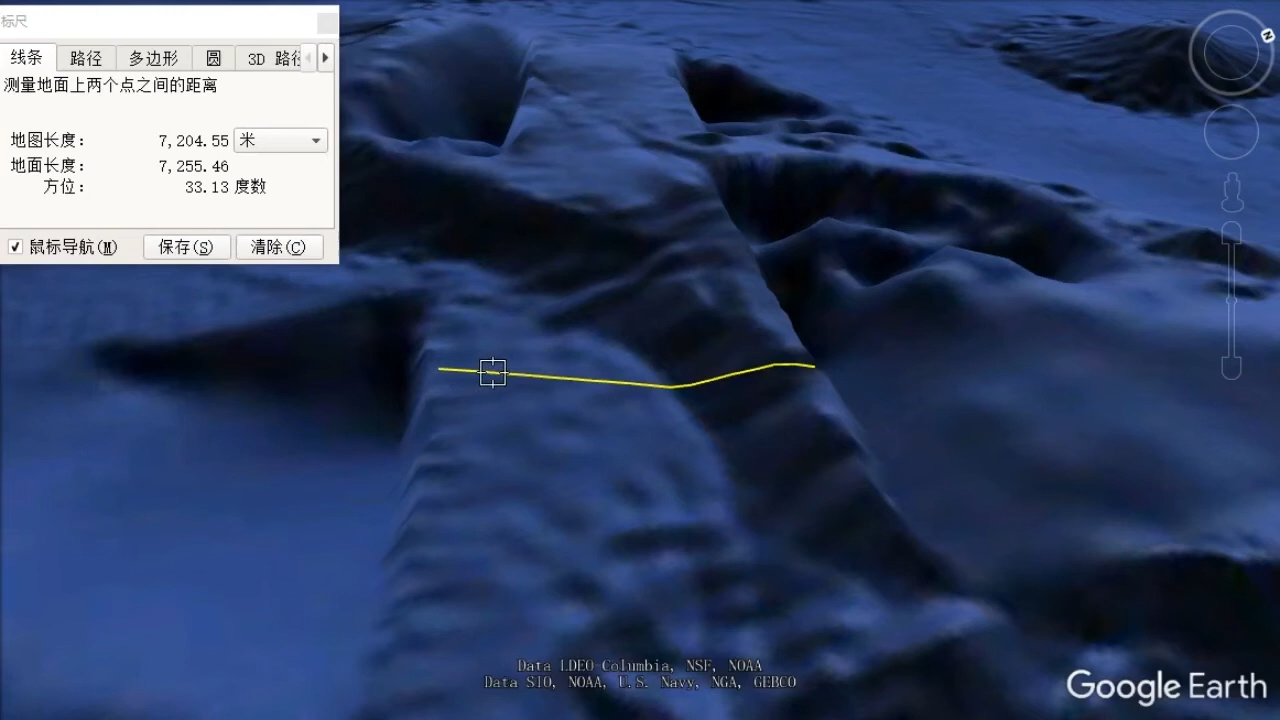 标尺
线条 路径 多边形 圆 3D 路径
测量地面上两个点之间的距离
地图长度： 7,204.55 米
地面长度： 7,255.46
方位： 33.13 度数
鼠标导航(M) 保存(S) 清除(C)
N
Data LDEO-Columbia, NSF, NOAA
Data SIO, NOAA, U.S. Navy, NGA, GEBCO
Google Earth